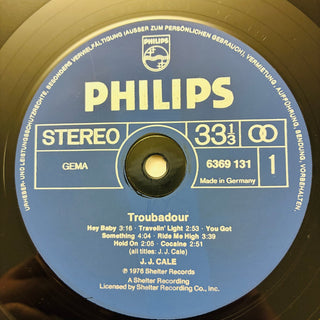 URHEBER- UND LEISTUNGSSCHUTZRECHTE, BESONDERS VERVIELFÄLTIGUNG (AUSSER ZUM PERSÖNLICHEN GEBRAUCH), VERMIETUNG, AUFFÜHRUNG, SENDUNG, VORBEHALTEN
PHILIPS
PHILIPS
STEREO
33 1/3
GEMA
6369 131
Made in Germany
1
Troubadour
Hey Baby 3:16 · Travelin' Light 2:53 · You Got
Something 4:04 · Ride Me High 3:39
Hold On 2:05 · Cocaine 2:51
(all titles: J. J. Cale)
J. J. CALE
℗ 1976 Shelter Records
A Shelter Recording
Licensed by Shelter Recording Co., Inc.